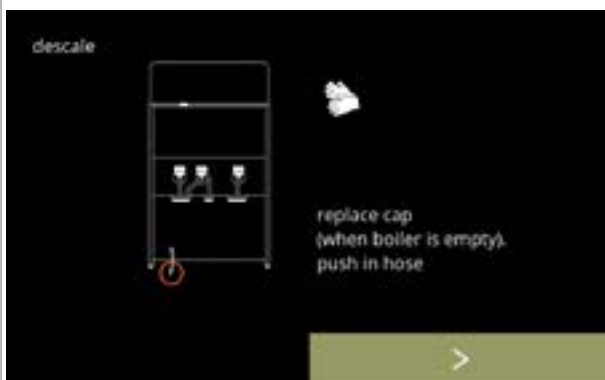 descale
replace cap
(when boiler is empty).
push in hose
>